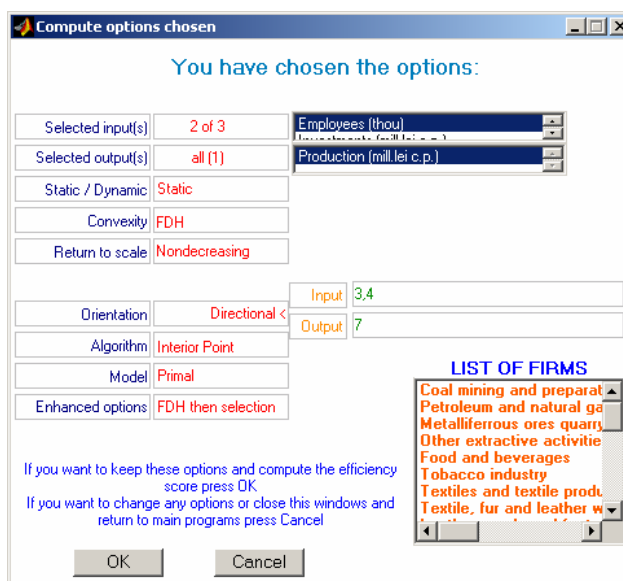 Compute options chosen
You have chosen the options:
Selected input(s) 2 of 3 Employees (thou)
Selected output(s) all (1) Production (mill.lei c.p.)
Static / Dynamic Static
Convexity FDH
Return to scale Nondecreasing
Input 3,4
Orientation Directional <
Output 7
Algorithm Interior Point
Model Primal
Enhanced options FDH then selection
LIST OF FIRMS
Coal mining and preparat
Petroleum and natural ga
Metalliferrous ores quarry
Other extractive activitie
Food and beverages
Tobacco industry
Textiles and textile produ
Textile, fur and leather w
If you want to keep these options and compute the efficiency
score press OK
If you want to change any options or close this windows and
return to main programs press Cancel
OK Cancel